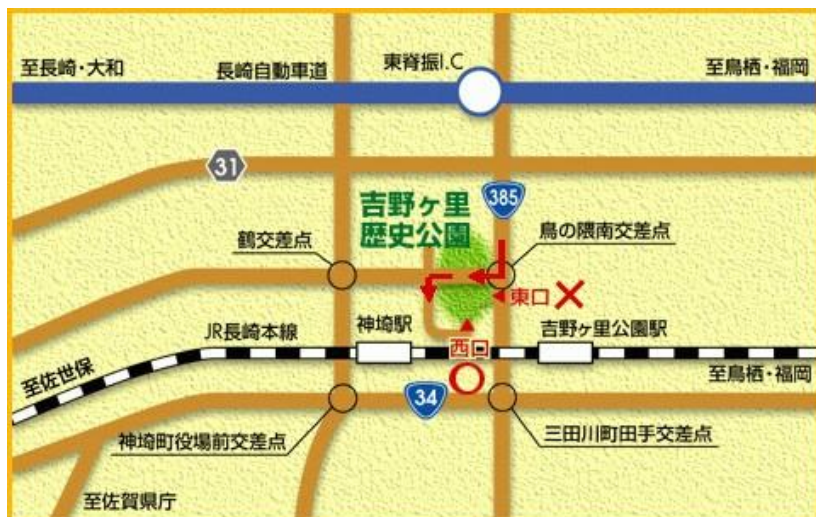 至長崎・大和
長崎自動車道
東脊振I.C
至鳥栖・福岡
31
吉野ヶ里
歴史公園
385
鶴交差点
鳥の隈南交差点
東口
JR長崎本線
神埼駅
西口
吉野ヶ里公園駅
至佐世保
至鳥栖・福岡
34
神埼町役場前交差点
三田川町田手交差点
至佐賀県庁